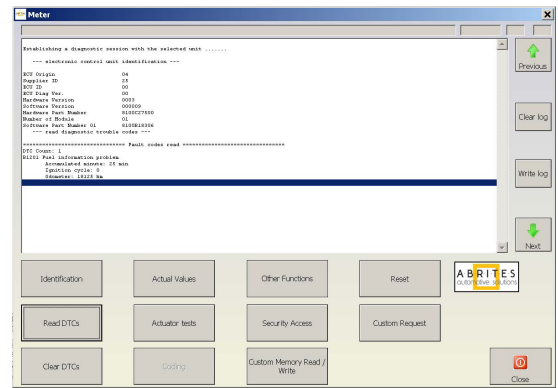 Meter
Establishing a diagnostic session with the selected unit .......
--- electronic control unit identification ---
ECU Origin 04
Supplier ID 25
ECU ID 00
ECU Diag Ver. 00
Hardware Version 0003
Software Version 000009
Hardware Part Number 8100C27800
Number of Module 01
Software Part Number 01 8100B18306
--- read diagnostic trouble codes ---
================================ Fault codes read ================================
DTC Count: 1
B1201 Fuel information problem
Accumulated minute: 25 min
Ignition cycle: 0
Odometer: 18125 km
Previous
Clear log
Write log
Next
Identification
Actual Values
Other Functions
Reset
ABRITES
automotive solutions
Read DTCs
Actuator tests
Security Access
Custom Request
Clear DTCs
Coding
Custom Memory Read /
Write
Close